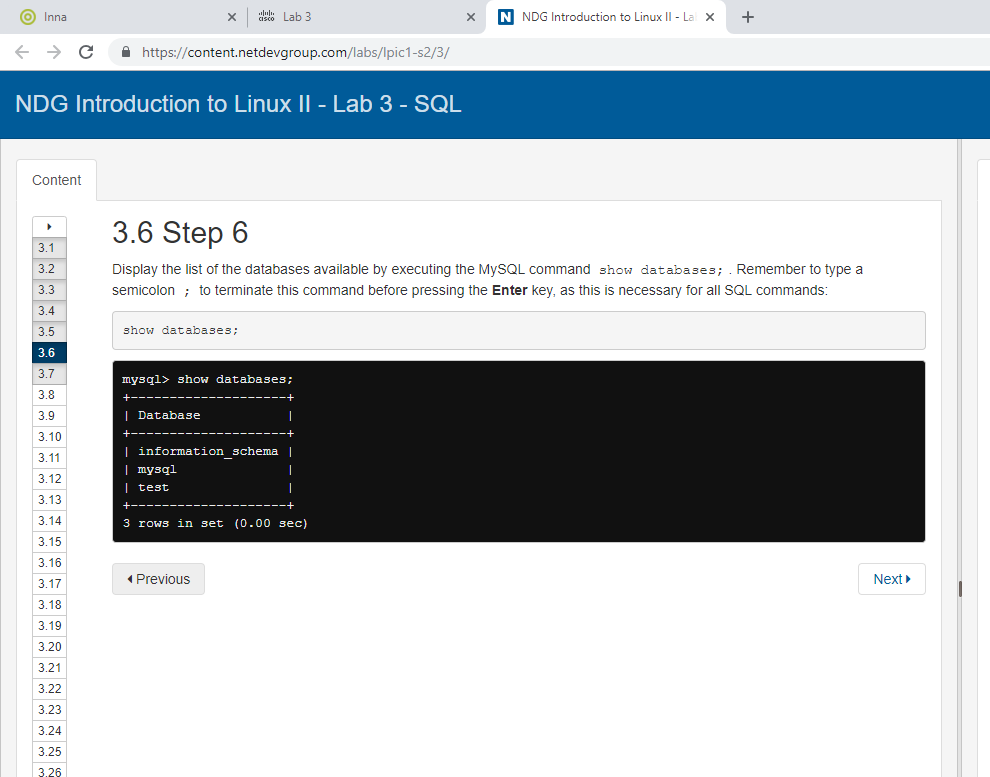 Inna
cisco
Lab 3
N
NDG Introduction to Linux II - La
https://content.netdevgroup.com/labs/lpic1-s2/3/
NDG Introduction to Linux II - Lab 3 - SQL
Content
3.1
3.2
3.3
3.4
3.5
3.6
3.7
3.8
3.9
3.10
3.11
3.12
3.13
3.14
3.15
3.16
3.17
3.18
3.19
3.20
3.21
3.22
3.23
3.24
3.25
3.26
3.6 Step 6
Display the list of the databases available by executing the MySQL command show databases; . Remember to type a
semicolon ; to terminate this command before pressing the Enter key, as this is necessary for all SQL commands:
show databases;
mysql> show databases;
+--------------------+
| Database           |
+--------------------+
| information_schema |
| mysql              |
| test               |
+--------------------+
3 rows in set (0.00 sec)
Previous
Next